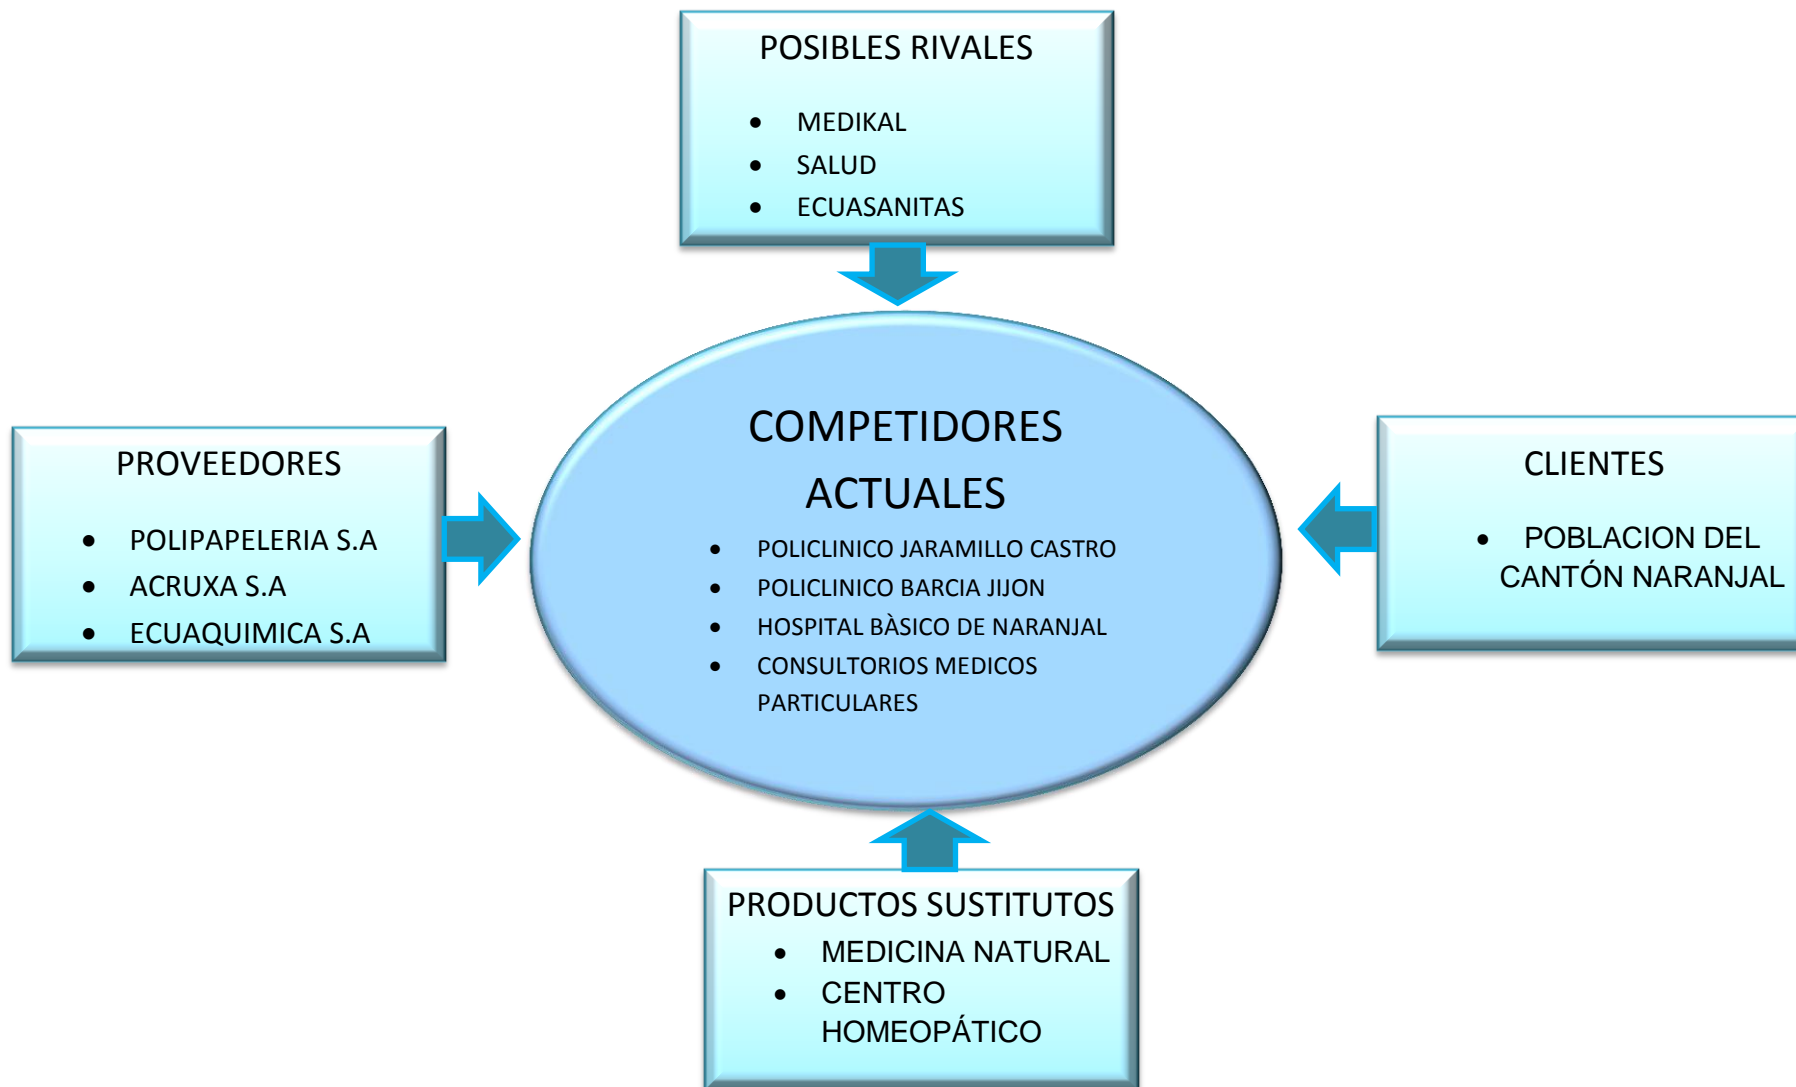 POSIBLES RIVALES
• MEDIKAL
• SALUD
• ECUASANITAS
PROVEEDORES
• POLIPAPELERIA S.A
• ACRUXA S.A
• ECUAQUIMICA S.A
COMPETIDORES
ACTUALES
• POLICLINICO JARAMILLO CASTRO
• POLICLINICO BARCIA JIJON
• HOSPITAL BÀSICO DE NARANJAL
• CONSULTORIOS MEDICOS
PARTICULARES
CLIENTES
• POBLACION DEL
CANTÓN NARANJAL
PRODUCTOS SUSTITUTOS
• MEDICINA NATURAL
• CENTRO
HOMEOPÁTICO